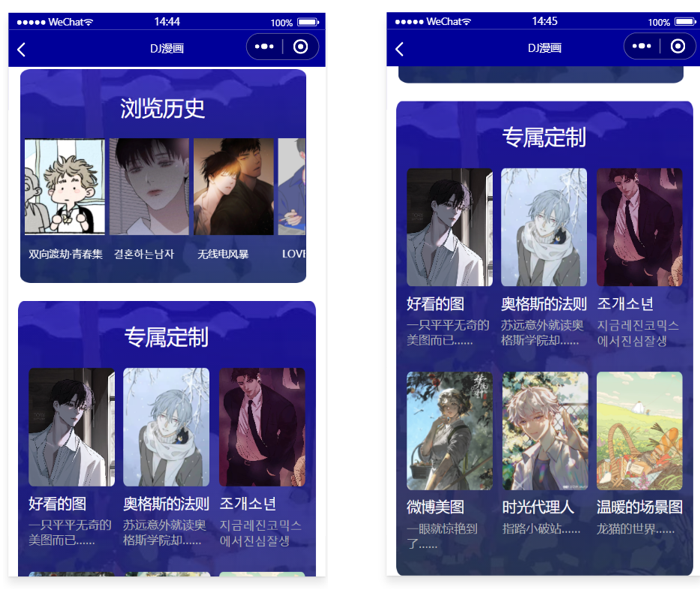 ●●●●● WeChat
14:44
100%
DJ漫画
浏览历史
双向渡劫·青春集
결혼하는남자
无线电风暴
LOVE
专属定制
好看的图
奥格斯的法则
조개소년
一只平平无奇的
美图而已......
苏远意外就读奥
格斯学院却......
지금레진코믹스
에서진심잘생
●●●●● WeChat
14:45
100%
DJ漫画
专属定制
好看的图
奥格斯的法则
조개소년
一只平平无奇的
美图而已......
苏远意外就读奥
格斯学院却......
지금레진코믹스
에서진심잘생
微博美图
时光代理人
温暖的场景图
一眼就惊艳到
了......
指路小破站......
龙猫的世界......